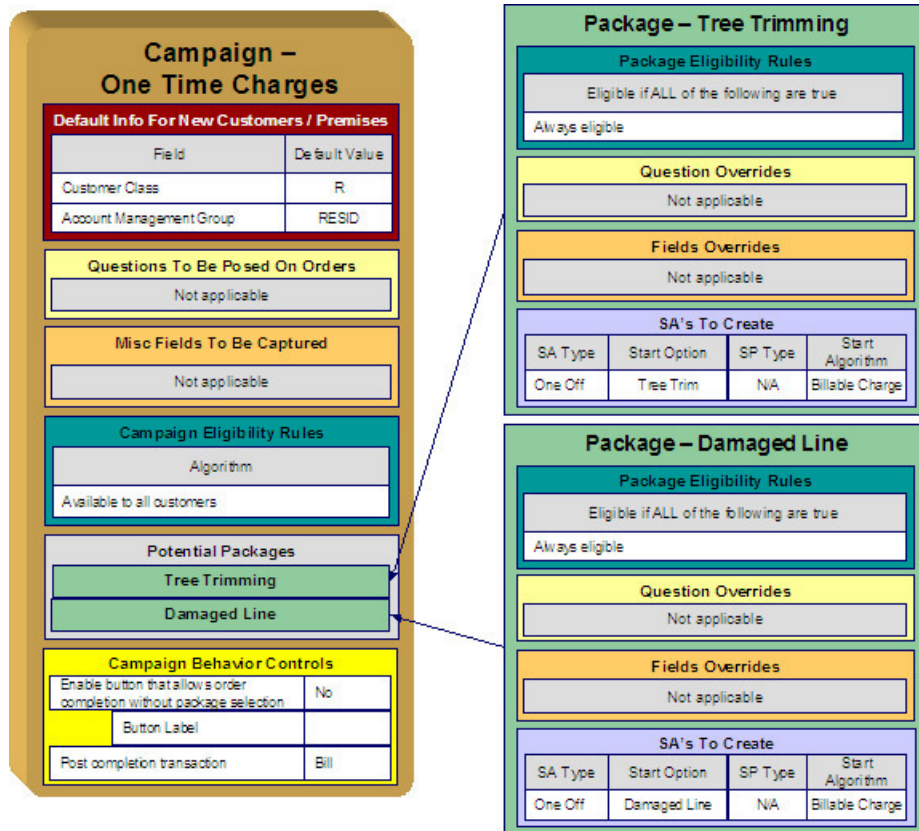 Campaign –
One Time Charges
Default Info For New Customers / Premises
Field Default Value
Customer Class R
Account Management Group RESID
Questions To Be Posed On Orders
Not applicable
Misc Fields To Be Captured
Not applicable
Campaign Eligibility Rules
Algorithm
Available to all customers
Potential Packages
Tree Trimming
Damaged Line
Campaign Behavior Controls
Enable button that allows order
completion without package selection No
Button Label
Post completion transaction Bill
Package – Tree Trimming
Package Eligibility Rules
Eligible if ALL of the following are true
Always eligible
Question Overrides
Not applicable
Fields Overrides
Not applicable
SA's To Create
SA Type Start Option SP Type Start
Algorithm
One Off Tree Trim N/A Billable Charge
Package – Damaged Line
Package Eligibility Rules
Eligible if ALL of the following are true
Always eligible
Question Overrides
Not applicable
Fields Overrides
Not applicable
SA's To Create
SA Type Start Option SP Type Start
Algorithm
One Off Damaged Line N/A Billable Charge